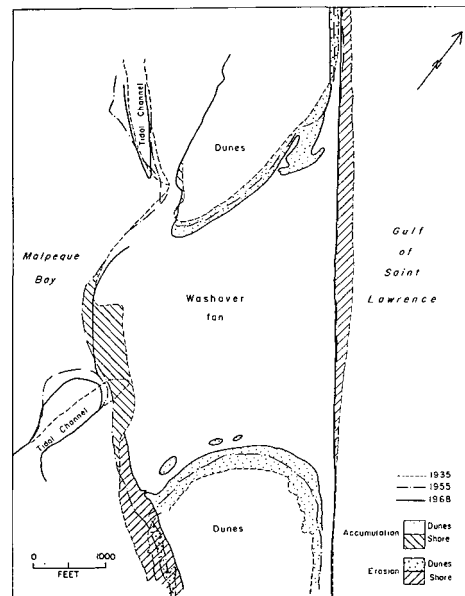 Tidal Channel
Dunes
Malpeque
Bay
Washover
fan
Gulf
of
Saint
Lawrence
Tidal Channel
Dunes
1935
1955
1968
Accumulation
Dunes
Shore
Erosion
Dunes
Shore
0 1000
FEET